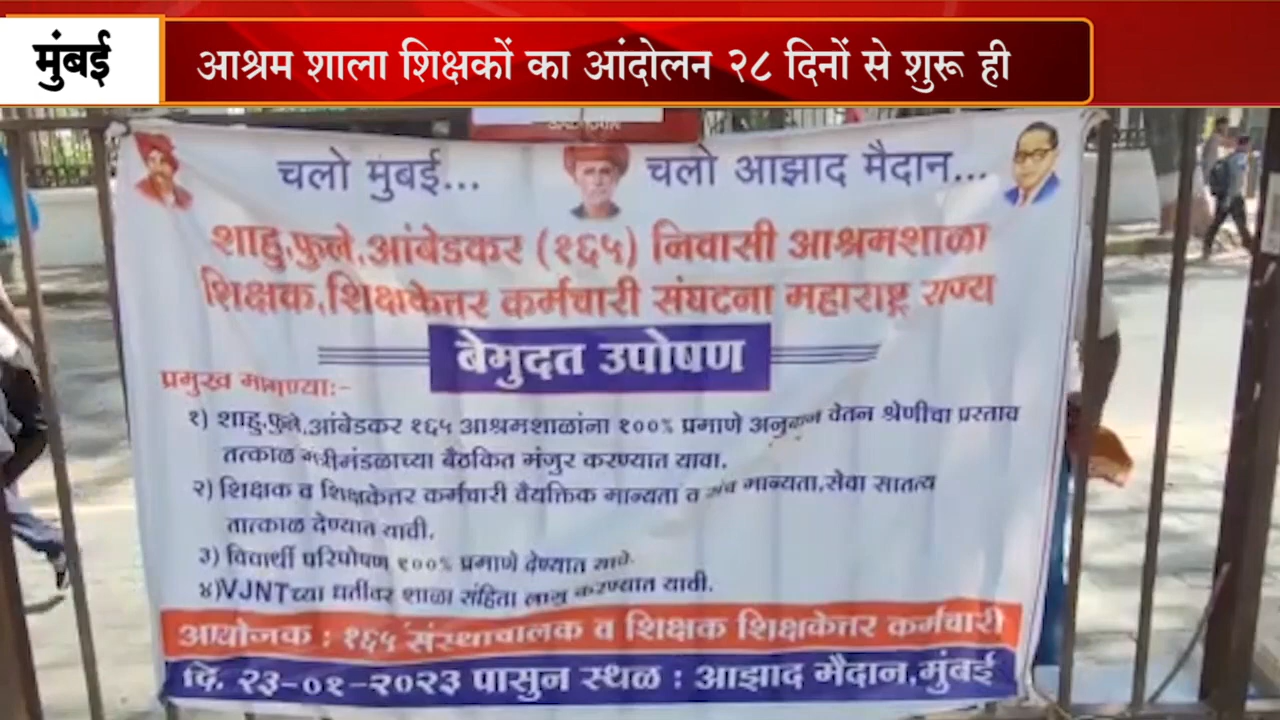 मुंबई
आश्रम शाला शिक्षकों का आंदोलन २८ दिनों से शुरू ही
चलो मुंबई... चलो आझाद मैदान...
शाहु,फुले,आंबेडकर (१६५) निवासी आश्रमशाळा
शिक्षक,शिक्षकेत्तर कर्मचारी संघटना महाराष्ट्र राज्य
बेमुदत उपोषण
प्रमुख मागण्या:-
१) शाहु,फुले,आंबेडकर १६५ आश्रमशाळांना १००% प्रमाणे वेतन श्रेणीचा प्रस्ताव
तत्काळ मंत्रीमंडळाच्या बैठकित मंजुर करण्यात यावा.
२) शिक्षक व शिक्षकेत्तर कर्मचारी वैयक्तिक मान्यता व मान्यता,सेवा सातत्य
तात्काळ देण्यात यावी.
३) विद्यार्थी परिपोषण १००% प्रमाणे देण्यात यावे.
४) VJNT च्या धर्तीवर शाळा संहिता लागु करण्यात यावी.
आयोजक : १६५ संस्थाचालक व शिक्षक शिक्षकेत्तर कर्मचारी
दि. २३-०१-२०२३ पासुन स्थळ : आझाद मैदान,मुंबई